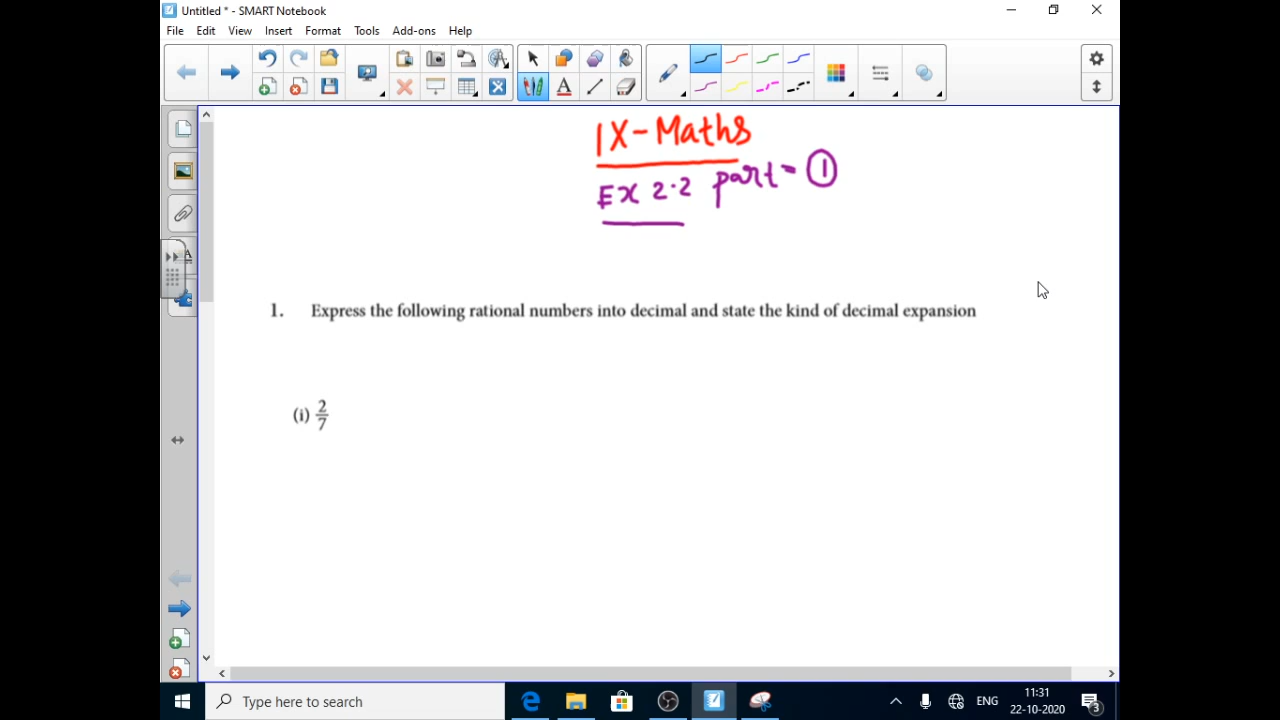 Untitled * - SMART Notebook
File Edit View Insert Format Tools Add-ons Help
IX - Maths
Ex 2.2 part - ①
1. Express the following rational numbers into decimal and state the kind of decimal expansion
(i) 2/7
Type here to search
ENG
11:31
22-10-2020
3